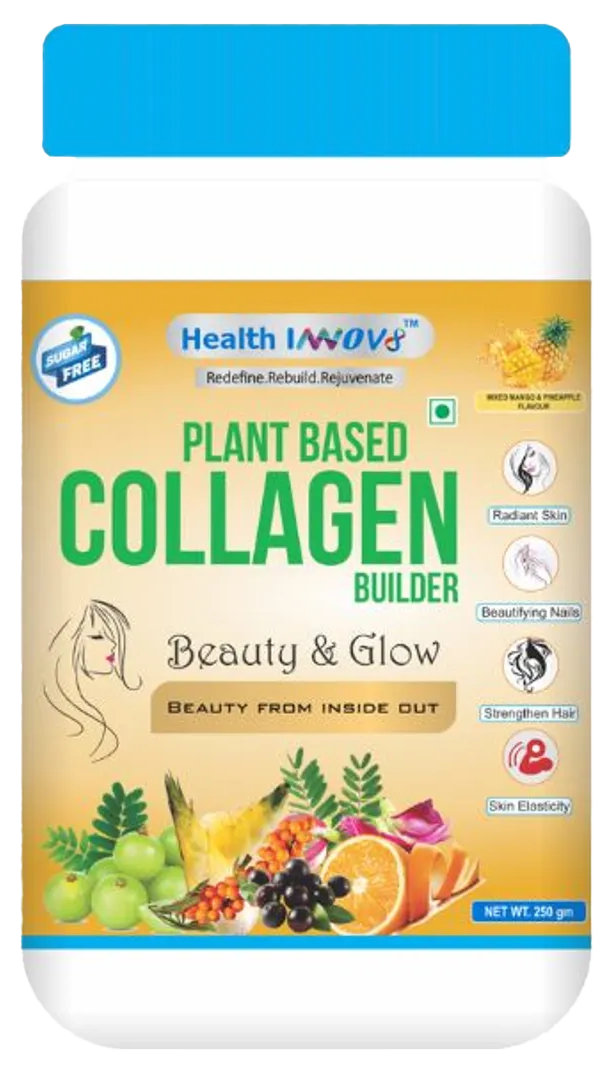 SUGAR
FREE
Health INNOV8™
Redefine.Rebuild.Rejuvenate
MIXED MANGO & PINEAPPLE
FLAVOUR
PLANT BASED
COLLAGEN
BUILDER
Beauty & Glow
BEAUTY FROM INSIDE OUT
Radiant Skin
Beautifying Nails
Strengthen Hair
Skin Elasticity
NET WT. 250 gm